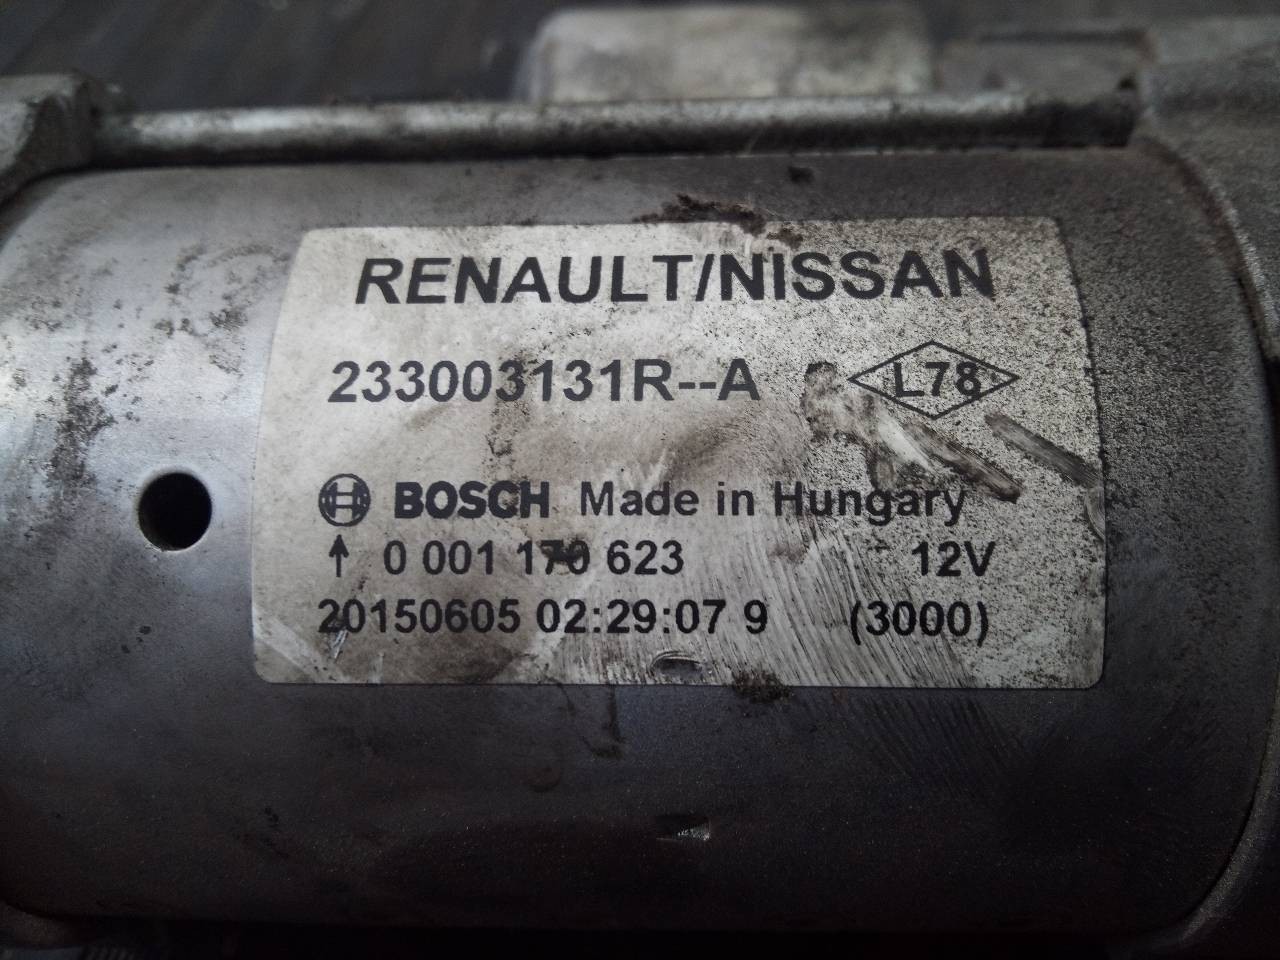 RENAULT/NISSAN
233003131R--A L78
BOSCH Made in Hungary
↑ 0 001 170 623 12V
20150605 02:29:07 9 (3000)